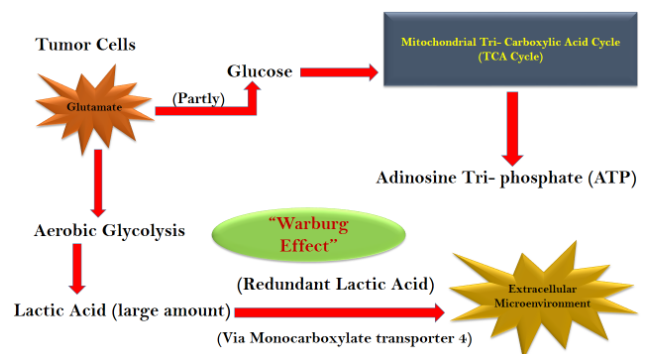 Tumor Cells
Glutamate
(Partly)
Glucose
Mitochondrial Tri- Carboxylic Acid Cycle
(TCA Cycle)
Adinosine Tri- phosphate (ATP)
Aerobic Glycolysis
“Warburg
Effect”
(Redundant Lactic Acid)
Lactic Acid (large amount)
(Via Monocarboxylate transporter 4)
Extracellular
Microenvironment